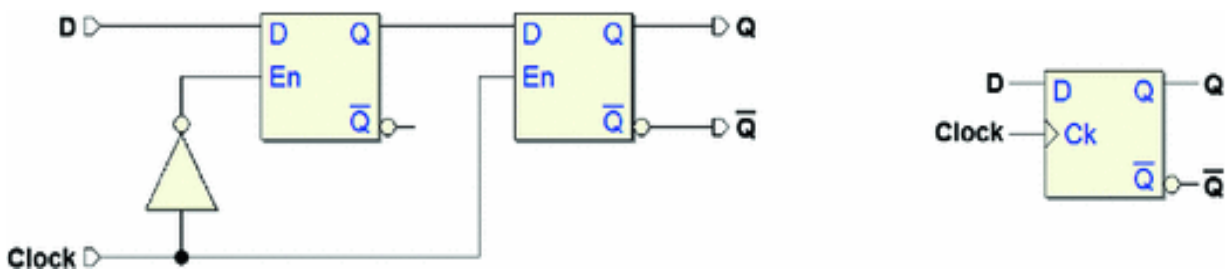 D D Q D Q Q
En En
Q̅ Q̅ Q̅
Clock
D D Q Q
Clock Ck
Q̅ Q̅